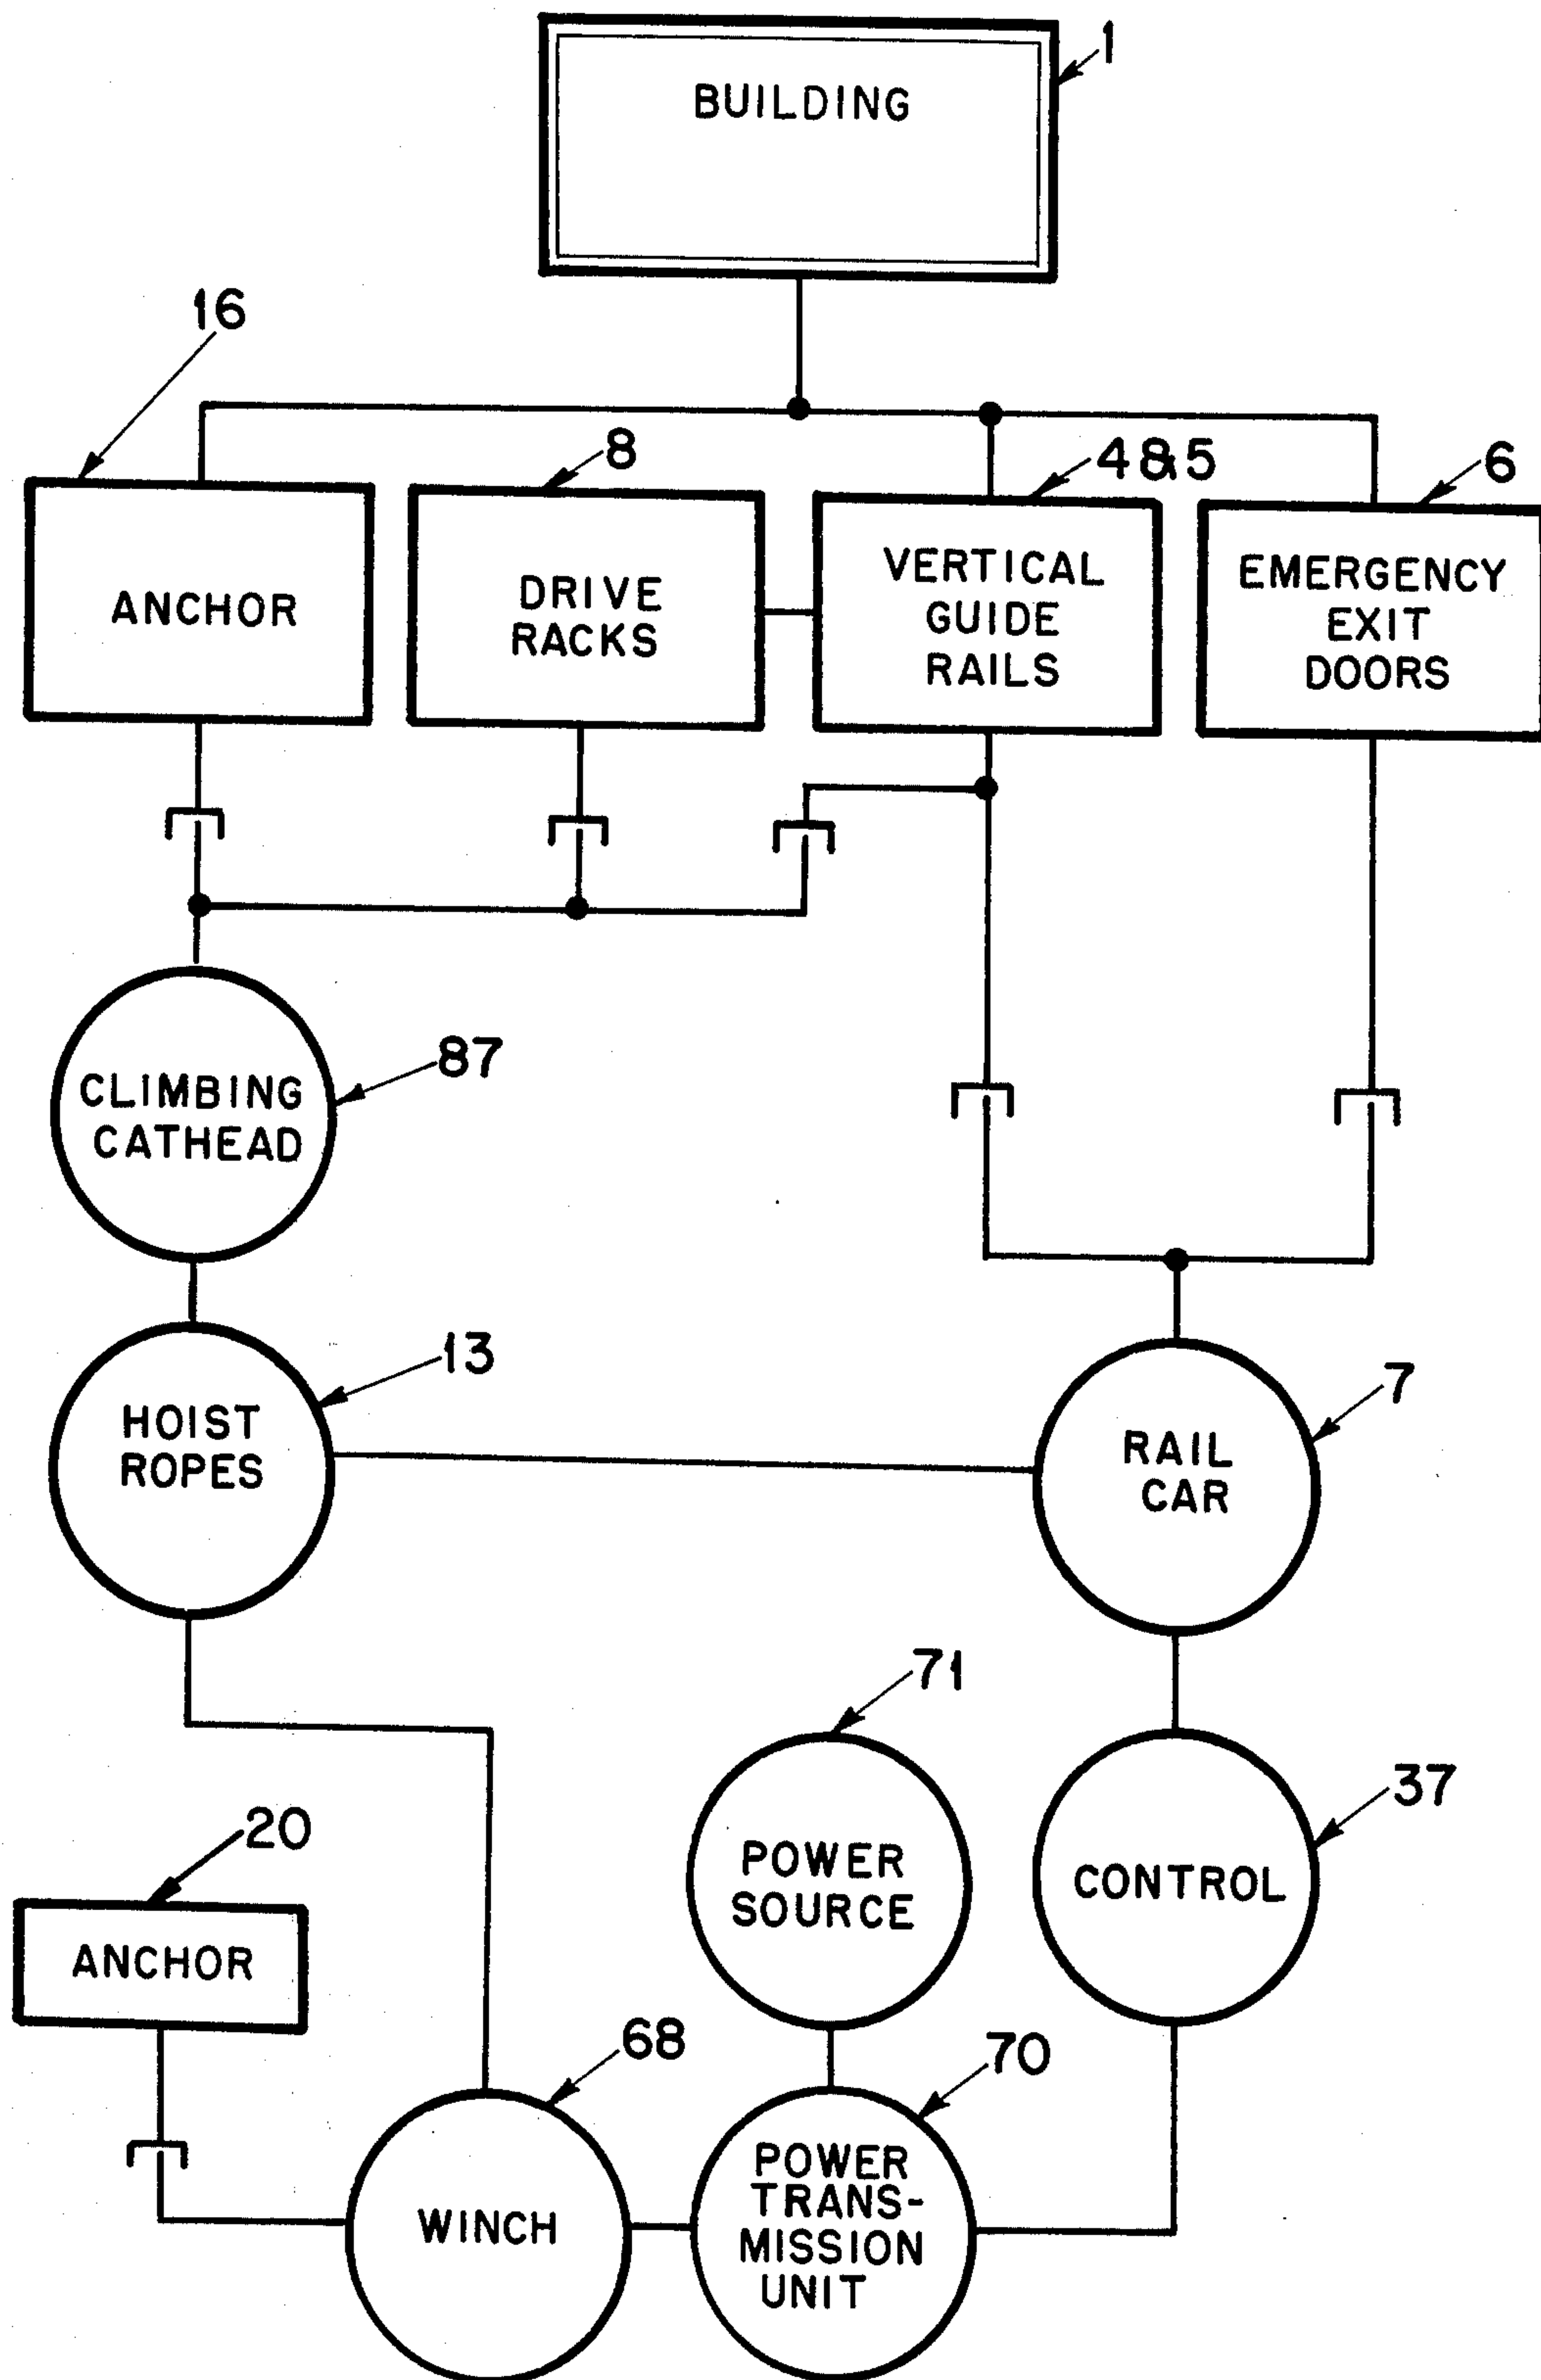 1
BUILDING
16
8
4&5
6
ANCHOR
DRIVE
RACKS
VERTICAL
GUIDE
RAILS
EMERGENCY
EXIT
DOORS
87
CLIMBING
CATHEAD
13
HOIST
ROPES
7
RAIL
CAR
71
POWER
SOURCE
37
CONTROL
20
ANCHOR
68
WINCH
70
POWER
TRANS-
MISSION
UNIT